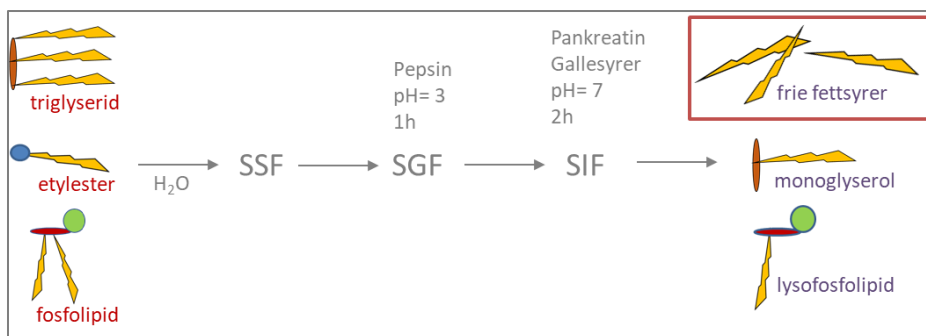 triglyserid
etylester
fosfolipid
H₂O
SSF
Pepsin
pH= 3
1h
SGF
Pankreatin
Gallesyrer
pH= 7
2h
SIF
frie fettsyrer
monoglyserol
lysofosfolipid